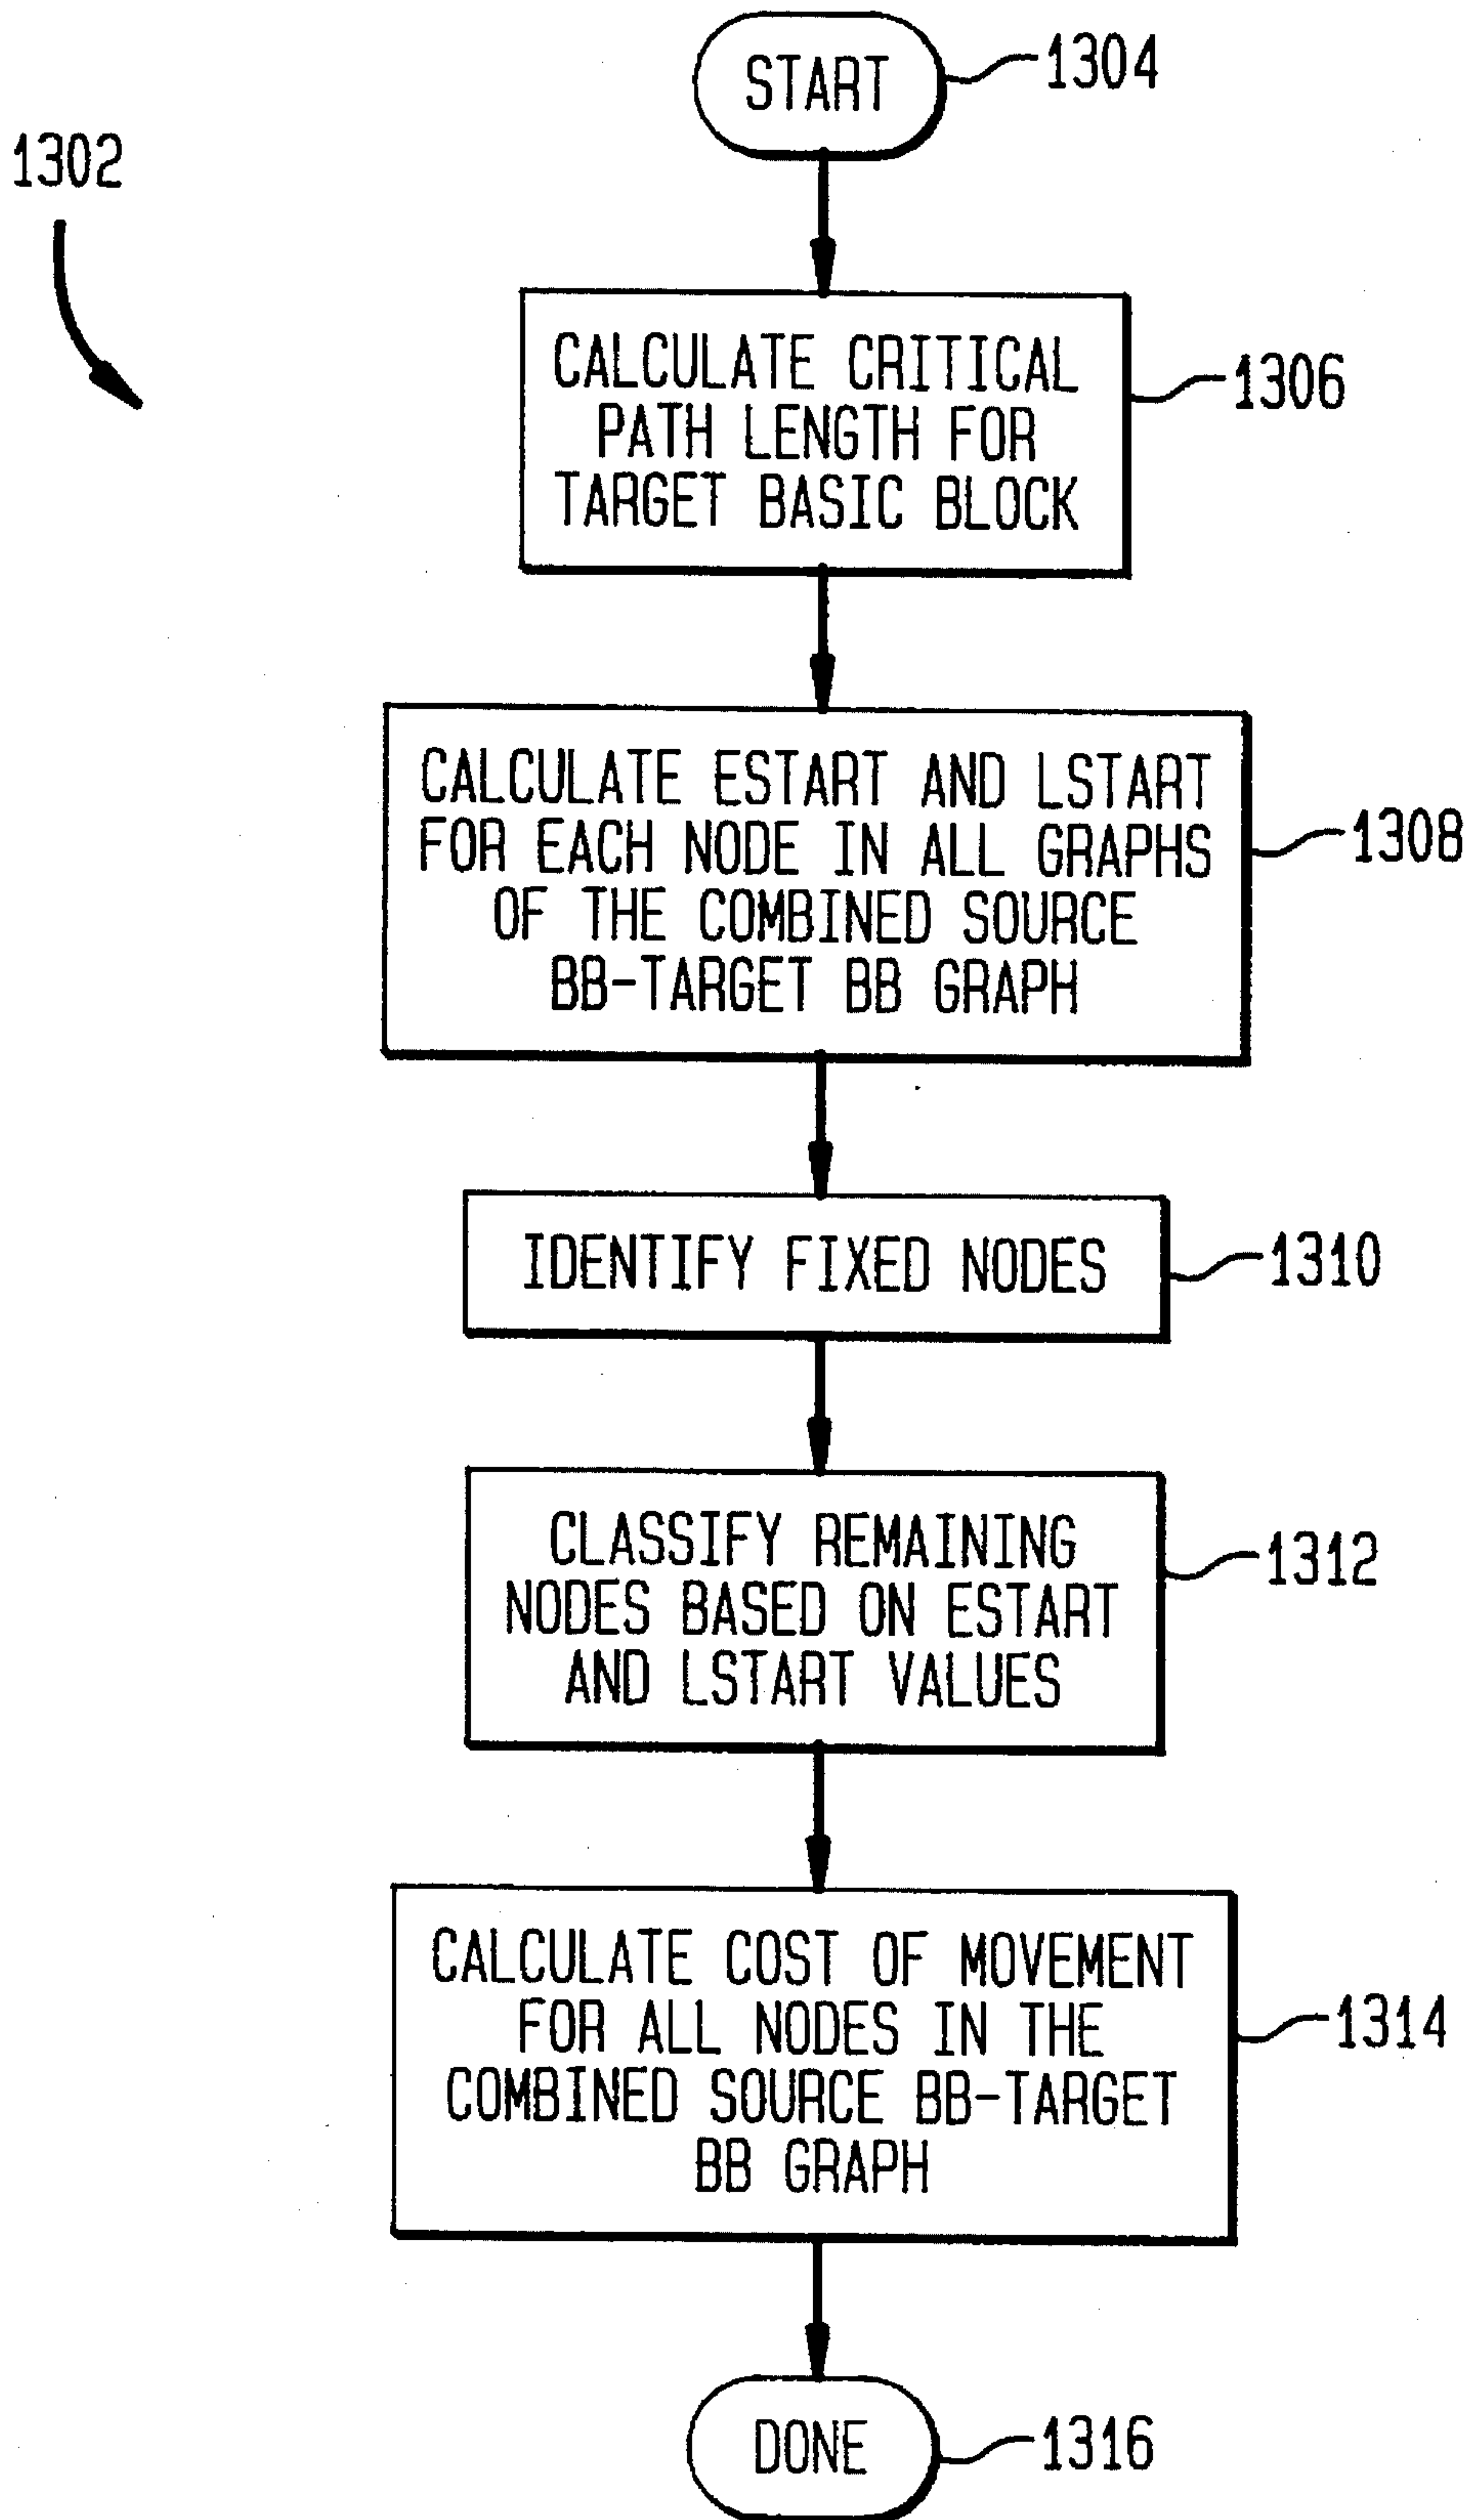 START
1304
1302
CALCULATE CRITICAL
PATH LENGTH FOR
TARGET BASIC BLOCK
1306
CALCULATE ESTART AND LSTART
FOR EACH NODE IN ALL GRAPHS
OF THE COMBINED SOURCE
BB-TARGET BB GRAPH
1308
IDENTIFY FIXED NODES
1310
CLASSIFY REMAINING
NODES BASED ON ESTART
AND LSTART VALUES
1312
CALCULATE COST OF MOVEMENT
FOR ALL NODES IN THE
COMBINED SOURCE BB-TARGET
BB GRAPH
1314
DONE
1316